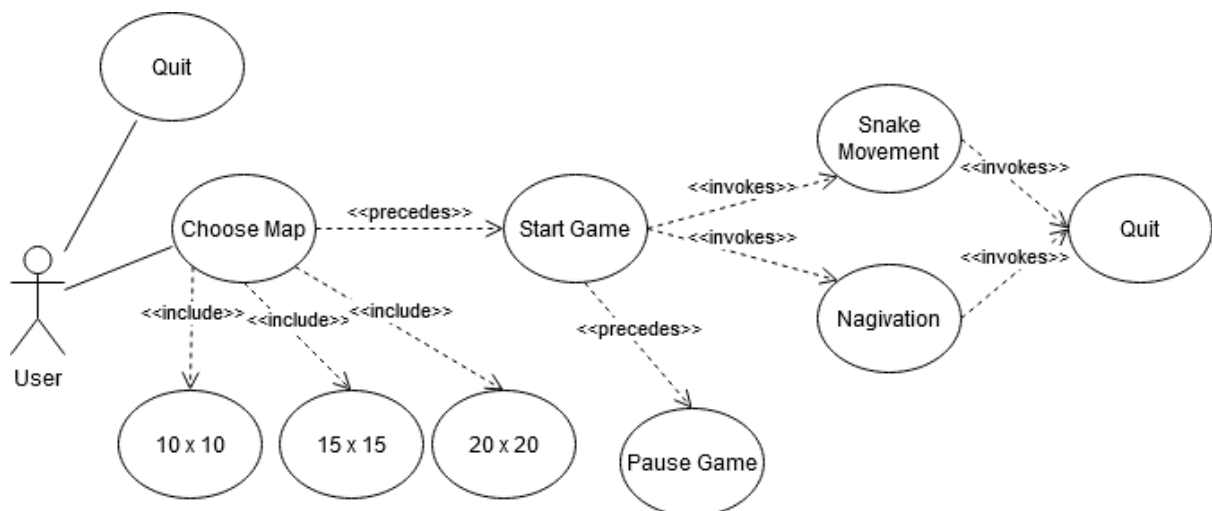 Quit
Snake
Movement
<<invokes>>
<<invokes>>
Choose Map
<<precedes>>
Start Game
<<invokes>>
Quit
<<invokes>>
<<include>>
<<include>>
<<include>>
<<precedes>>
Nagivation
User
10 x 10
15 x 15
20 x 20
Pause Game